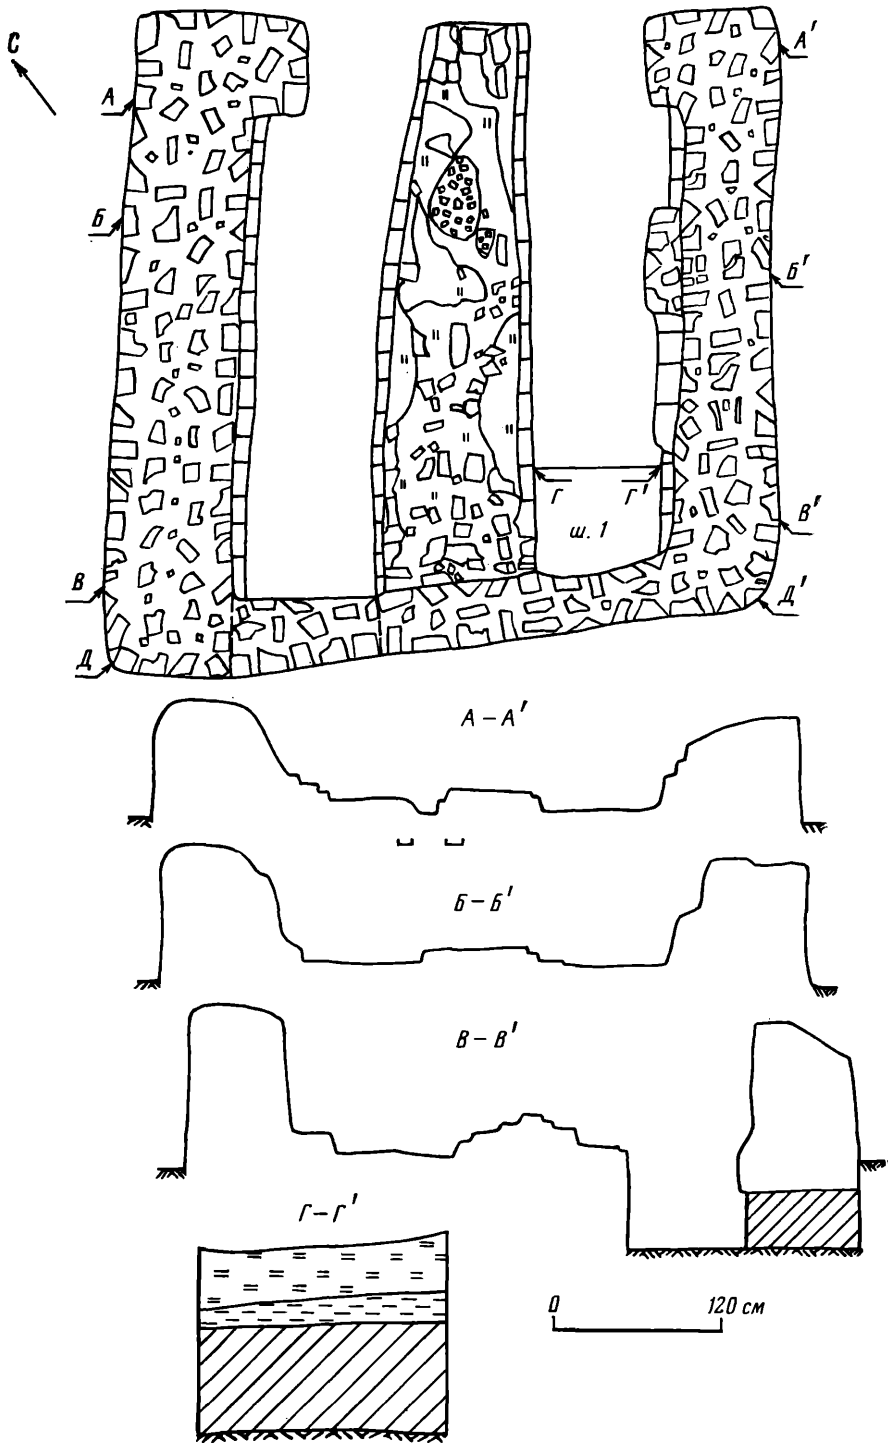 С
А
А'
Б
Б'
Г Г'
ш. 1
В'
В
Д'
Д
А – А'
Б – Б'
В – В'
Г – Г'
0 120 см